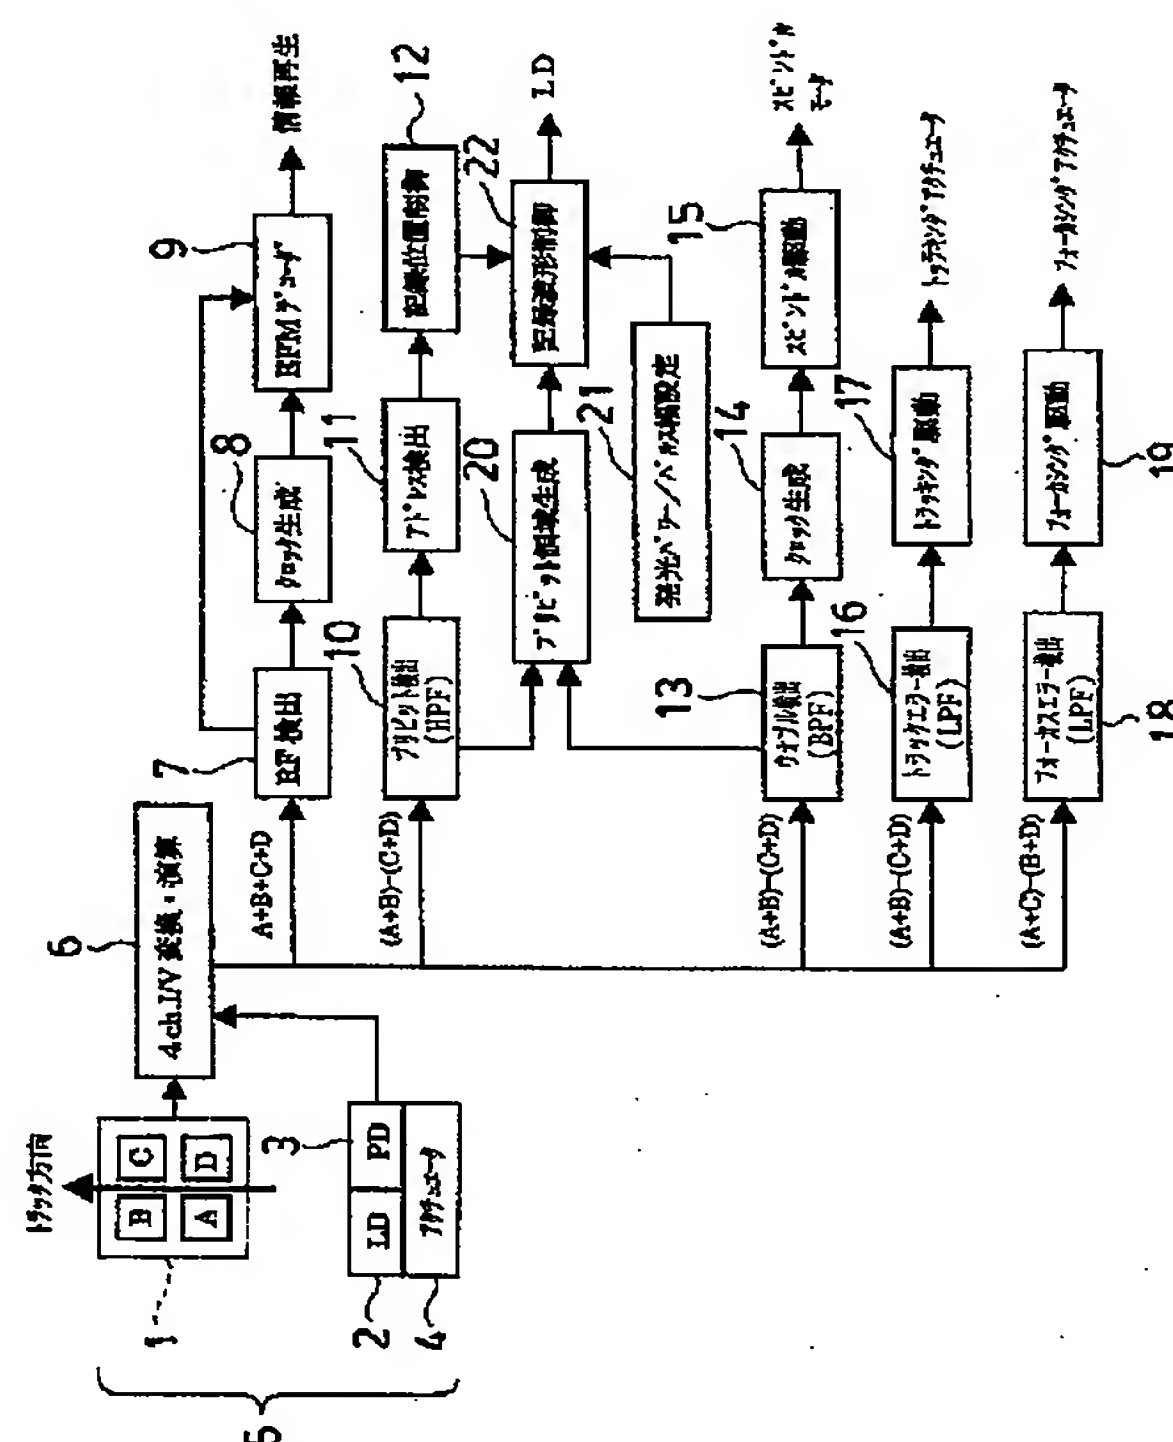 トラック方向
B
C
A
D
1
LD
PD
アクチュエータ
2
3
4
5
4ch.I/V 変換・演算
6
A+B+C+D
RF 検出
7
クロック生成
8
EFM デコーダ
9
情報再生
(A+B)-(C+D)
プリピット検出
(HPF)
10
アドレス検出
11
記録位置制御
12
プリピット領域生成
20
記録波形制御
22
LD
発光パワー/パルス幅設定
21
(A+B)-(C+D)
ウォブル検出
(BPF)
13
クロック生成
14
スピンドル駆動
15
スピンドル
モータ
(A+B)-(C+D)
トラックエラー検出
(LPF)
16
トラッキング駆動
17
トラッキングアクチュエータ
(A+C)-(B+D)
フォーカスエラー検出
(LPF)
18
フォーカシング駆動
19
フォーカシングアクチュエータ